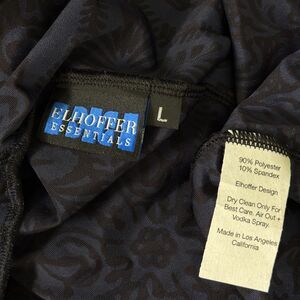 ELHOFFER
ESSENTIALS
L
90% Polyester
10% Spandex
Elhoffer Design
Dry Clean Only For
Best Care. Air Out +
Vodka Spray.
Made in Los Angeles
California